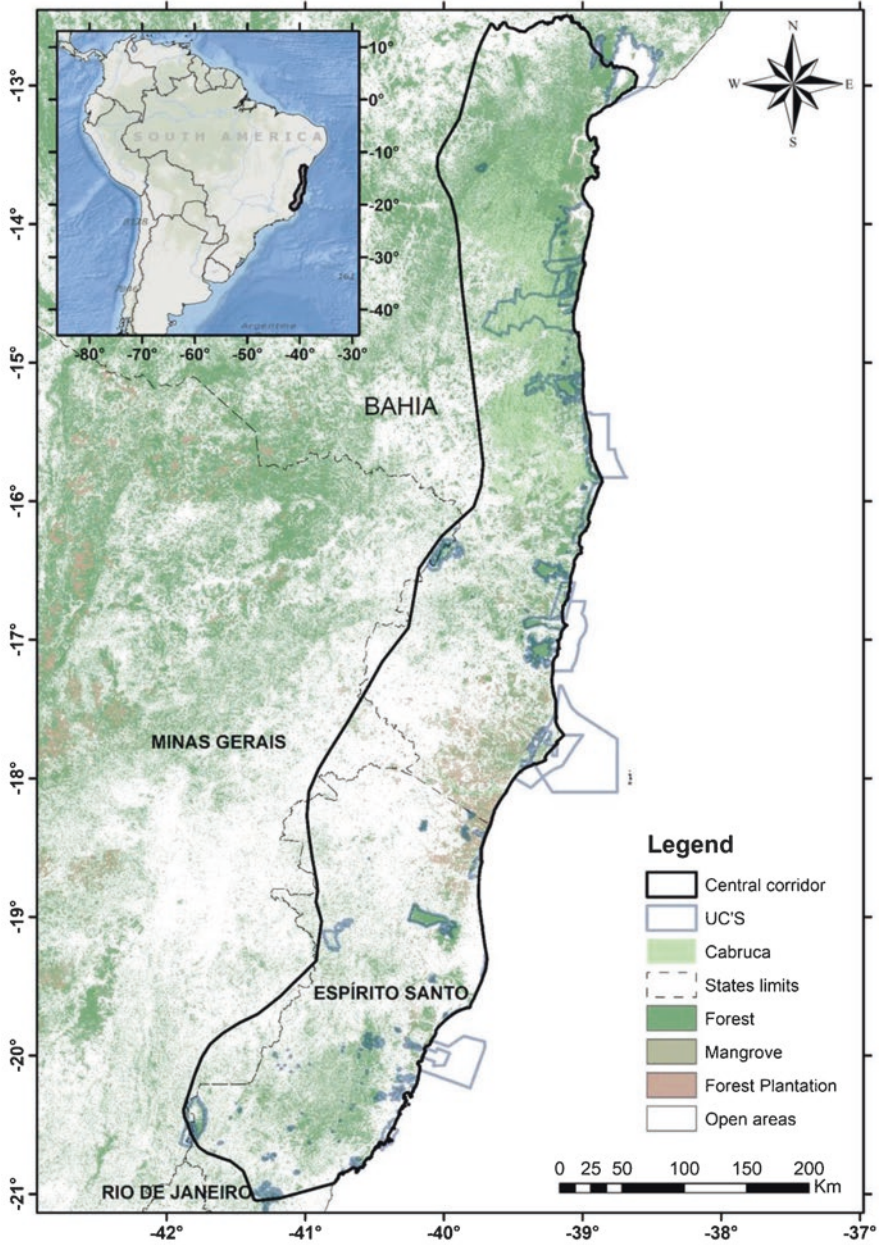 N
W
E
S
10°
0°
-10°
-20°
-30°
-40°
SOUTH AMERICA
Argentina
-80° -70° -60° -50° -40° -30°
-13°
-14°
-15°
-16°
-17°
-18°
-19°
-20°
-21°
BAHIA
MINAS GERAIS
ESPÍRITO SANTO
RIO DE JANEIRO
Legend
Central corridor
UC'S
Cabruca
States limits
Forest
Mangrove
Forest Plantation
Open areas
0 25 50 100 150 200
Km
-42° -41° -40° -39° -38° -37°